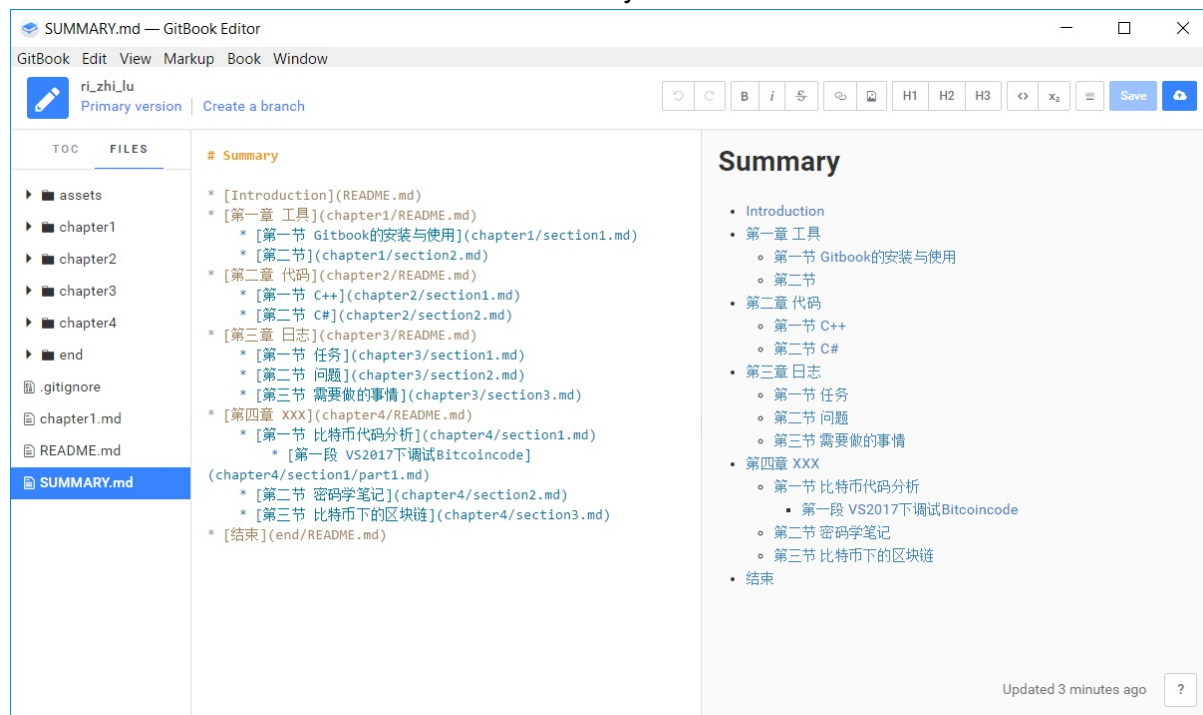 SUMMARY.md — GitBook Editor
GitBook Edit View Markup Book Window
ri_zhi_lu
Primary version Create a branch
B i S H1 H2 H3 <> x₂ Save
TOC FILES
assets
chapter1
chapter2
chapter3
chapter4
end
.gitignore
chapter1.md
README.md
SUMMARY.md
# Summary
* [Introduction](README.md)
* [第一章 工具](chapter1/README.md)
* [第一节 Gitbook的安装与使用](chapter1/section1.md)
* [第二节](chapter1/section2.md)
* [第二章 代码](chapter2/README.md)
* [第一节 C++](chapter2/section1.md)
* [第二节 C#](chapter2/section2.md)
* [第三章 日志](chapter3/README.md)
* [第一节 任务](chapter3/section1.md)
* [第二节 问题](chapter3/section2.md)
* [第三节 需要做的事情](chapter3/section3.md)
* [第四章 XXX](chapter4/README.md)
* [第一节 比特币代码分析](chapter4/section1.md)
* [第一段 VS2017下调试Bitcoincode]
(chapter4/section1/part1.md)
* [第二节 密码学笔记](chapter4/section2.md)
* [第三节 比特币下的区块链](chapter4/section3.md)
* [结束](end/README.md)
Summary
Introduction
第一章 工具
第一节 Gitbook的安装与使用
第二节
第二章 代码
第一节 C++
第二节 C#
第三章 日志
第一节 任务
第二节 问题
第三节 需要做的事情
第四章 XXX
第一节 比特币代码分析
第一段 VS2017下调试Bitcoincode
第二节 密码学笔记
第三节 比特币下的区块链
结束
Updated 3 minutes ago ?